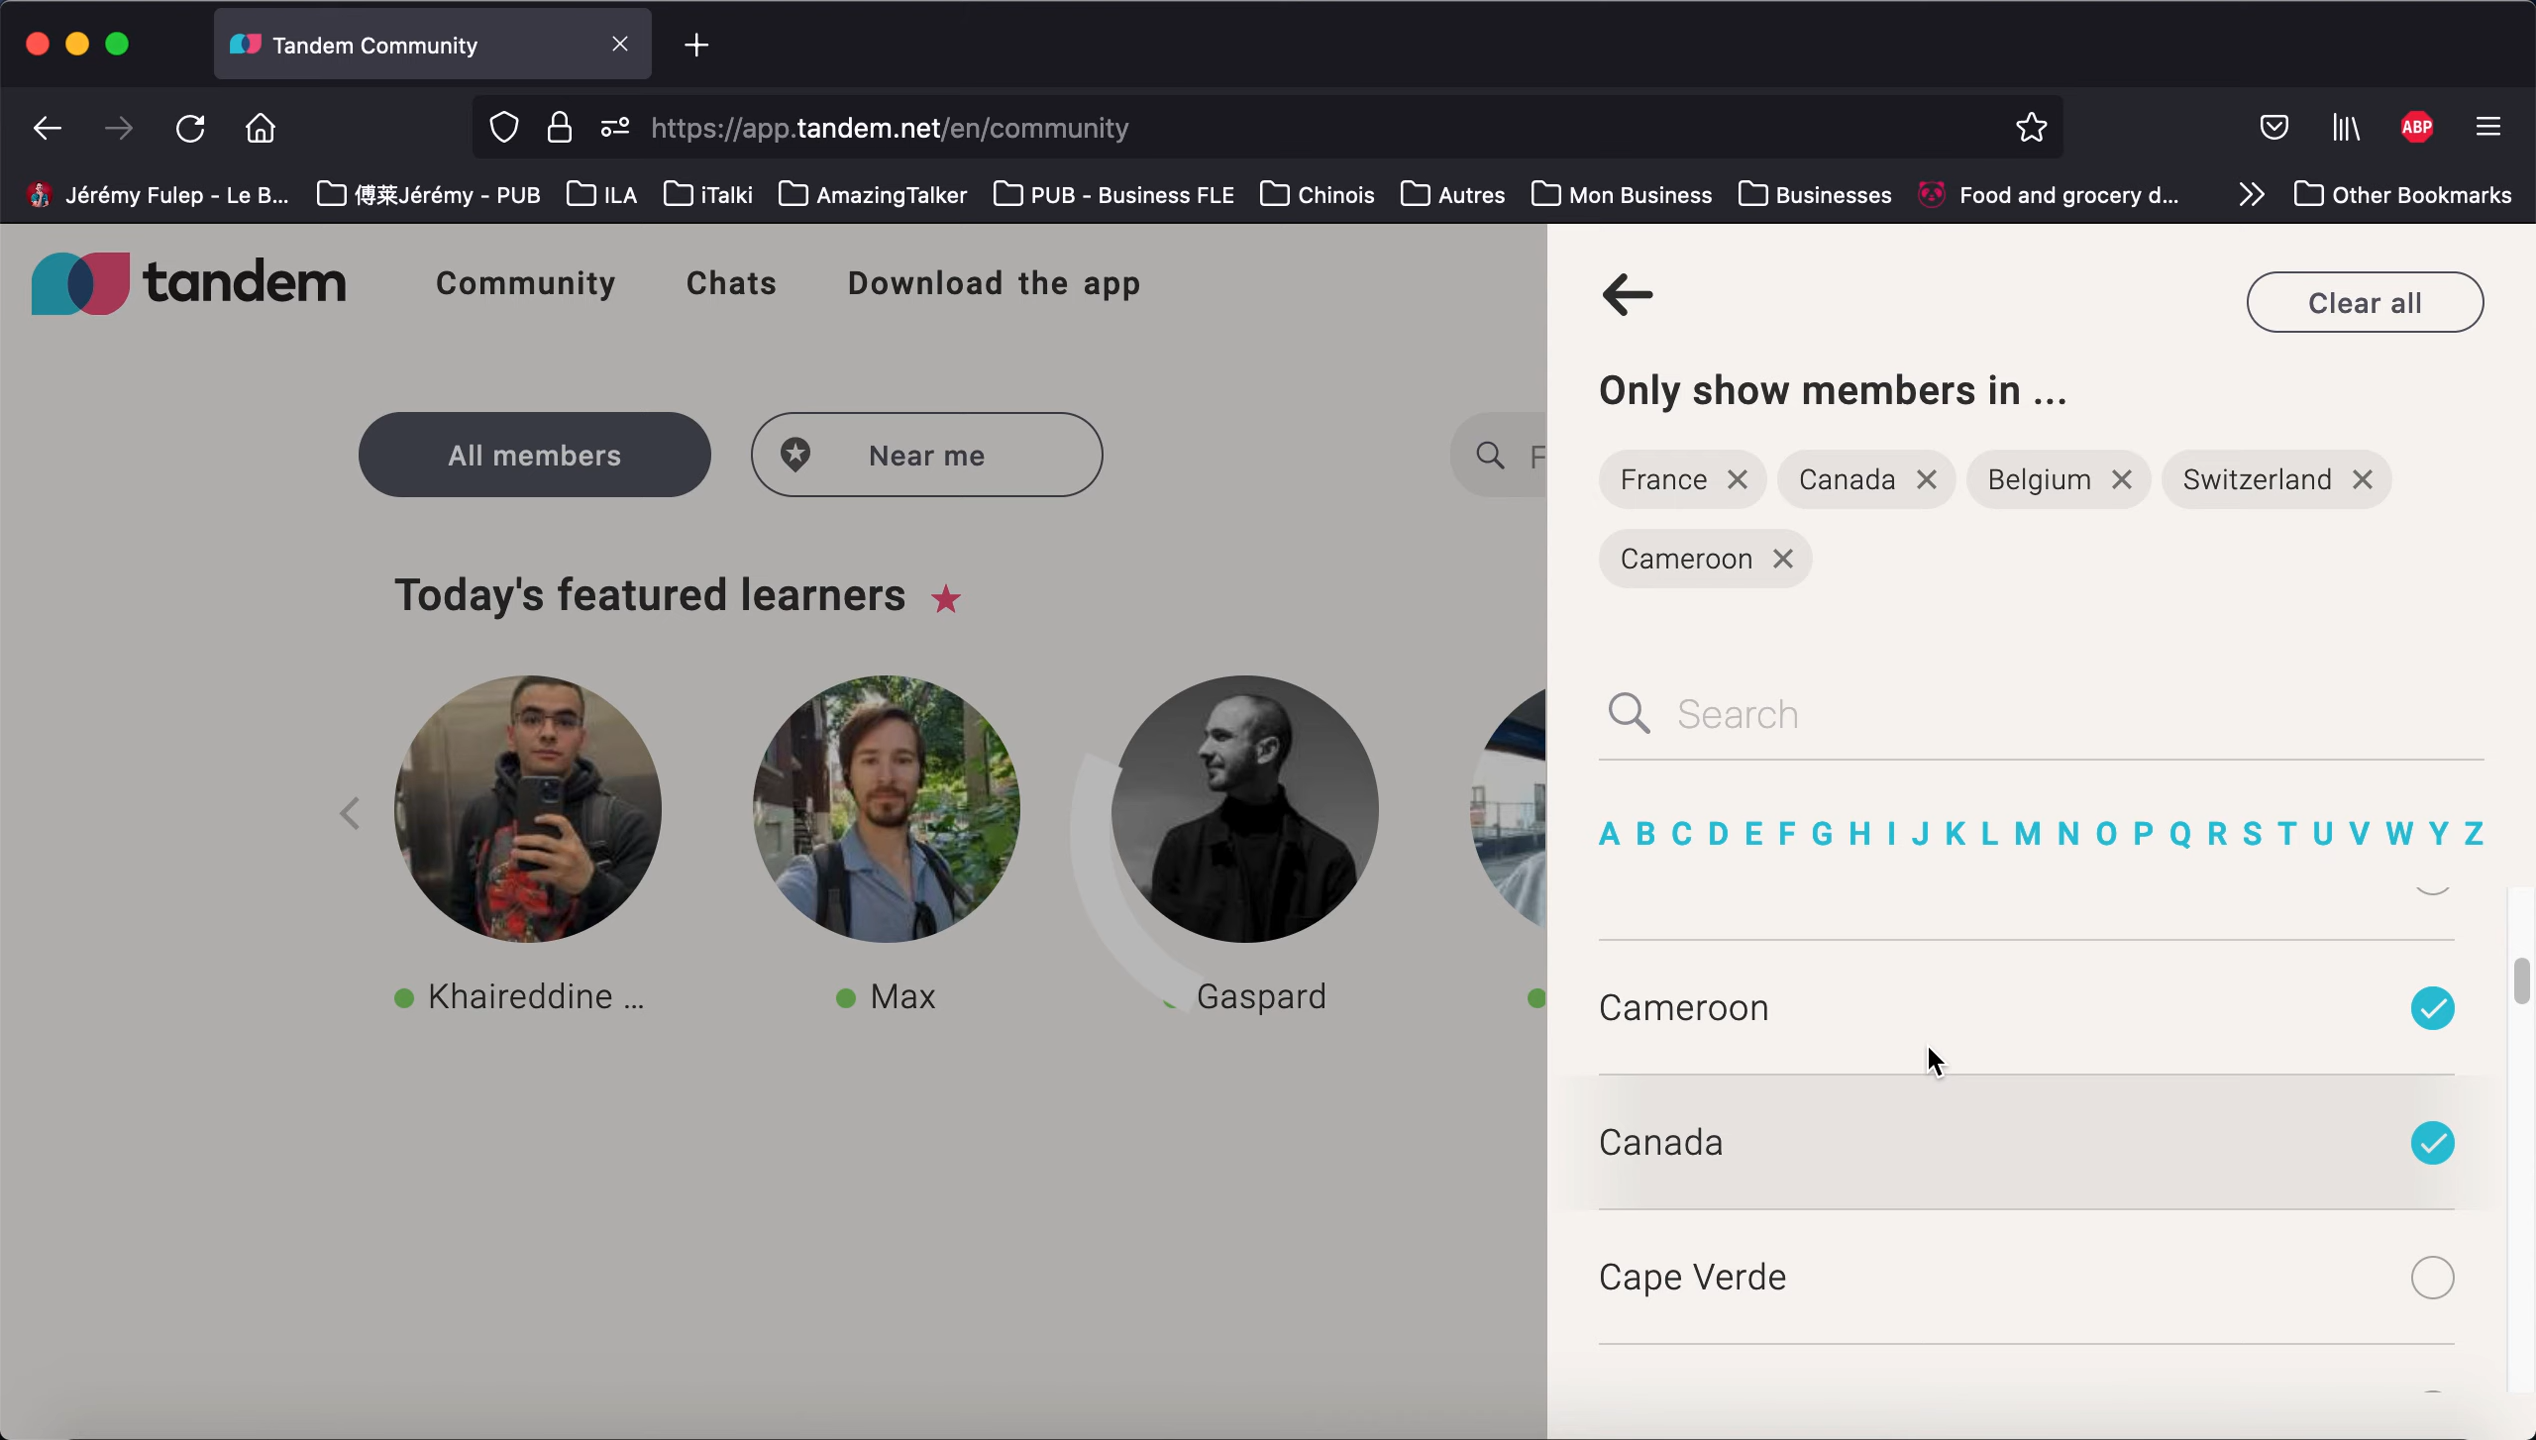 Tandem Community
https://app.tandem.net/en/community
ABP
Jérémy Fulep - Le B... 傅莱Jérémy - PUB ILA iTalki AmazingTalker PUB - Business FLE Chinois Autres Mon Business Businesses Food and grocery d... Other Bookmarks
tandem Community Chats Download the app
All members Near me F
Today's featured learners
Khaireddine ... Max Gaspard
Clear all
Only show members in ...
France Canada Belgium Switzerland
Cameroon
Search
A B C D E F G H I J K L M N O P Q R S T U V W Y Z
Cameroon
Canada
Cape Verde